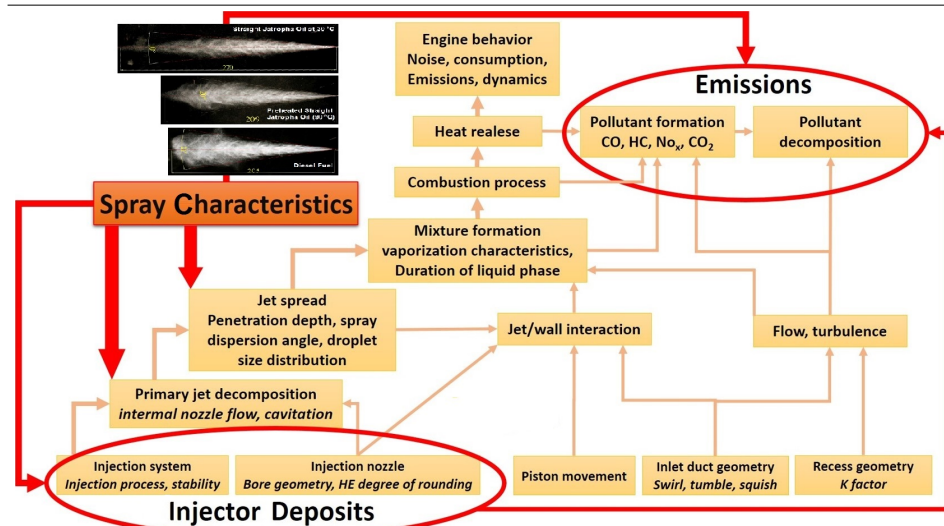 Straight Jatropha Oil at 30 °C
270
Preheated Straight
Jatropha Oil (90 °C)
209
Diesel Fuel
Spray Characteristics
Engine behavior
Noise, consumption,
Emissions, dynamics
Heat realese
Combustion process
Mixture formation
vaporization characteristics,
Duration of liquid phase
Emissions
Pollutant formation
CO, HC, Noₓ, CO₂
Pollutant
decomposition
Jet spread
Penetration depth, spray
dispersion angle, droplet
size distribution
Jet/wall interaction
Flow, turbulence
Primary jet decomposition
internal nozzle flow, cavitation
Injection system
Injection process, stability
Injection nozzle
Bore geometry, HE degree of rounding
Piston movement
Inlet duct geometry
Swirl, tumble, squish
Recess geometry
K factor
Injector Deposits